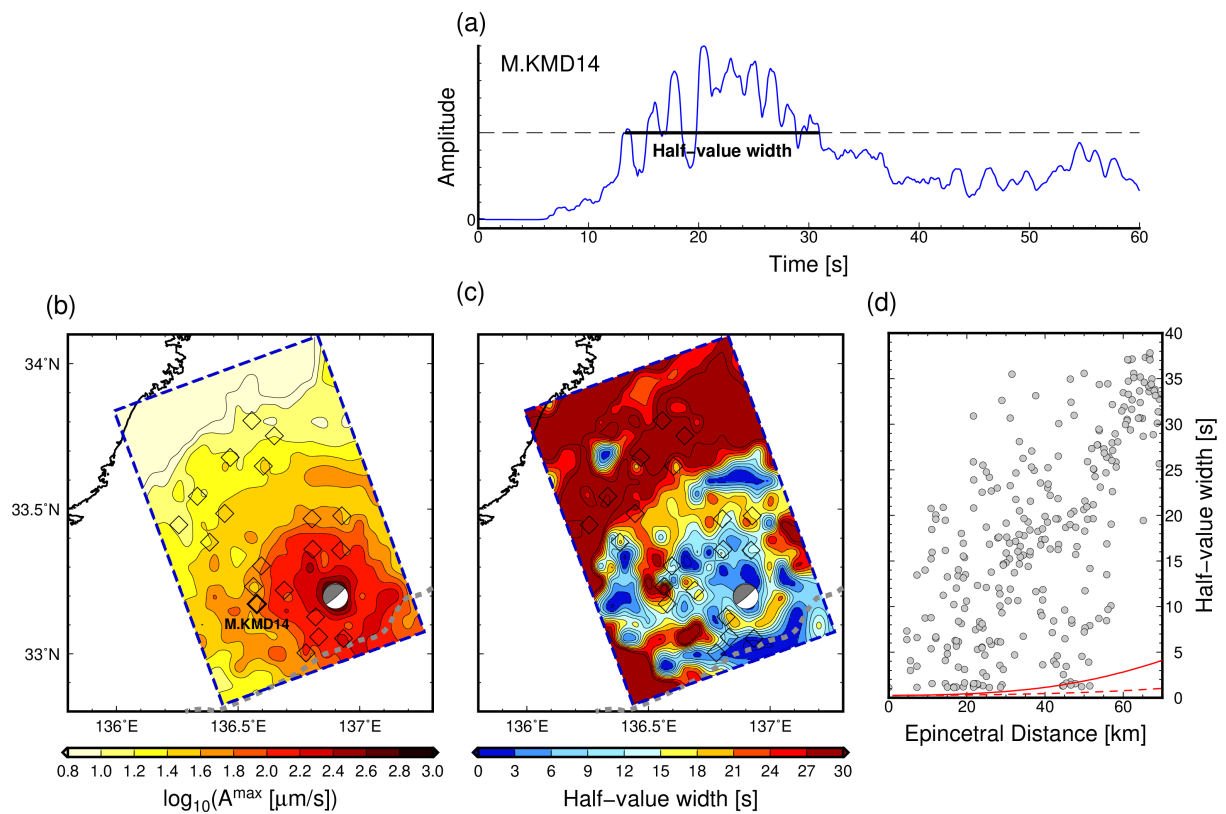 (a)
M.KMD14
Amplitude
Half−value width
0
0 10 20 30 40 50 60
Time [s]
(b)
34˚N
33.5˚N
33˚N
M.KMD14
136˚E 136.5˚E 137˚E
0.8 1.0 1.2 1.4 1.6 1.8 2.0 2.2 2.4 2.6 2.8 3.0
log10(Amax [μm/s])
(c)
136˚E 136.5˚E 137˚E
0 3 6 9 12 15 18 21 24 27 30
Half−value width [s]
(d)
40
35
30
25
20
15
10
5
0
Half−value width [s]
0 20 40 60
Epincetral Distance [km]